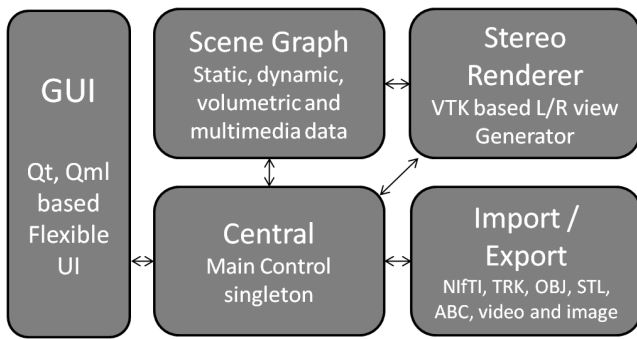 GUI
Qt, Qml
based
Flexible
UI
Scene Graph
Static, dynamic,
volumetric and
multimedia data
Stereo
Renderer
VTK based L/R view
Generator
Central
Main Control
singleton
Import /
Export
NIfTI, TRK, OBJ, STL,
ABC, video and image